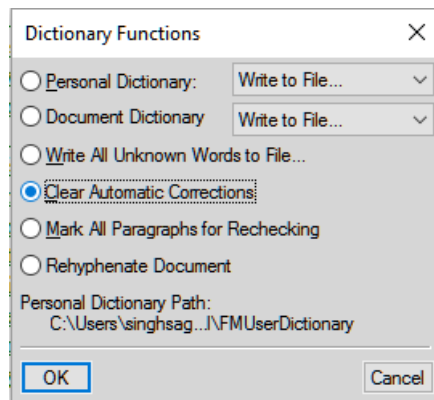 Dictionary Functions
Personal Dictionary: Write to File...
Document Dictionary Write to File...
Write All Unknown Words to File...
Clear Automatic Corrections
Mark All Paragraphs for Rechecking
Rehyphenate Document
Personal Dictionary Path:
C:\Users\singhsag...l\FMUserDictionary
OK Cancel